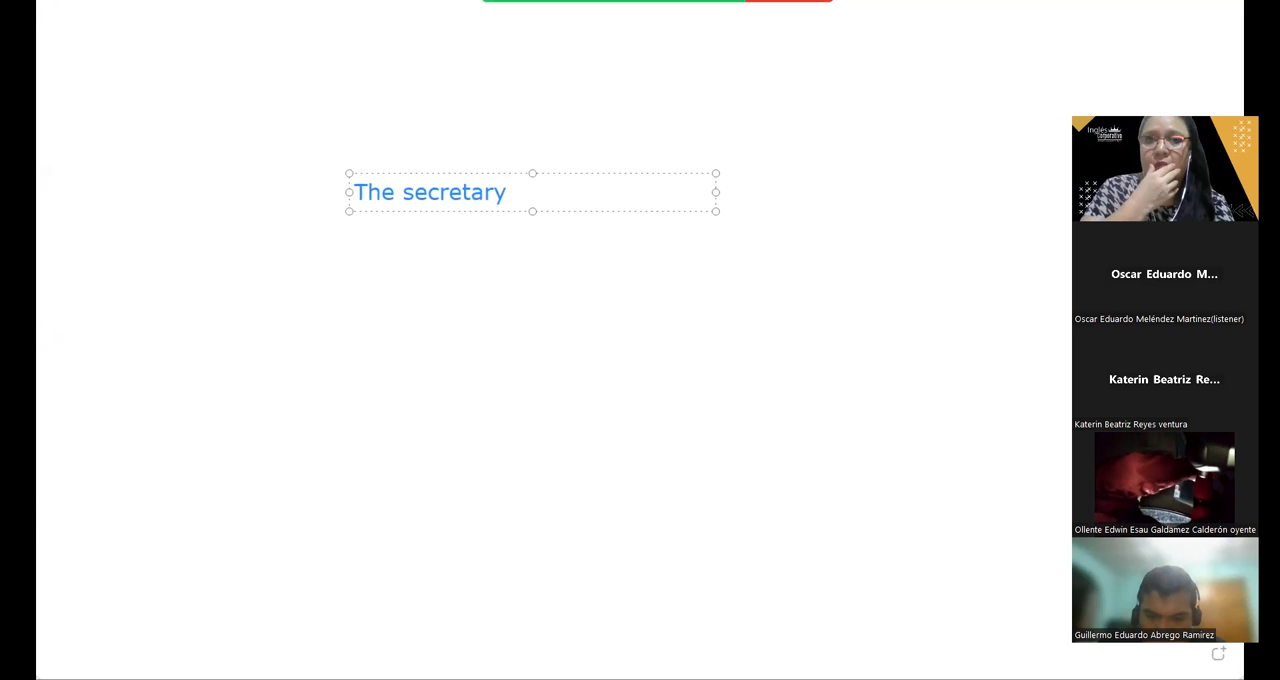 The secretary
Inglés
Corporativo
Oscar Eduardo M...
Oscar Eduardo Meléndez Martinez(listener)
Katerin Beatriz Re...
Katerin Beatriz Reyes ventura
Ollente Edwin Esau Galdámez Calderón oyente
Guillermo Eduardo Abrego Ramirez